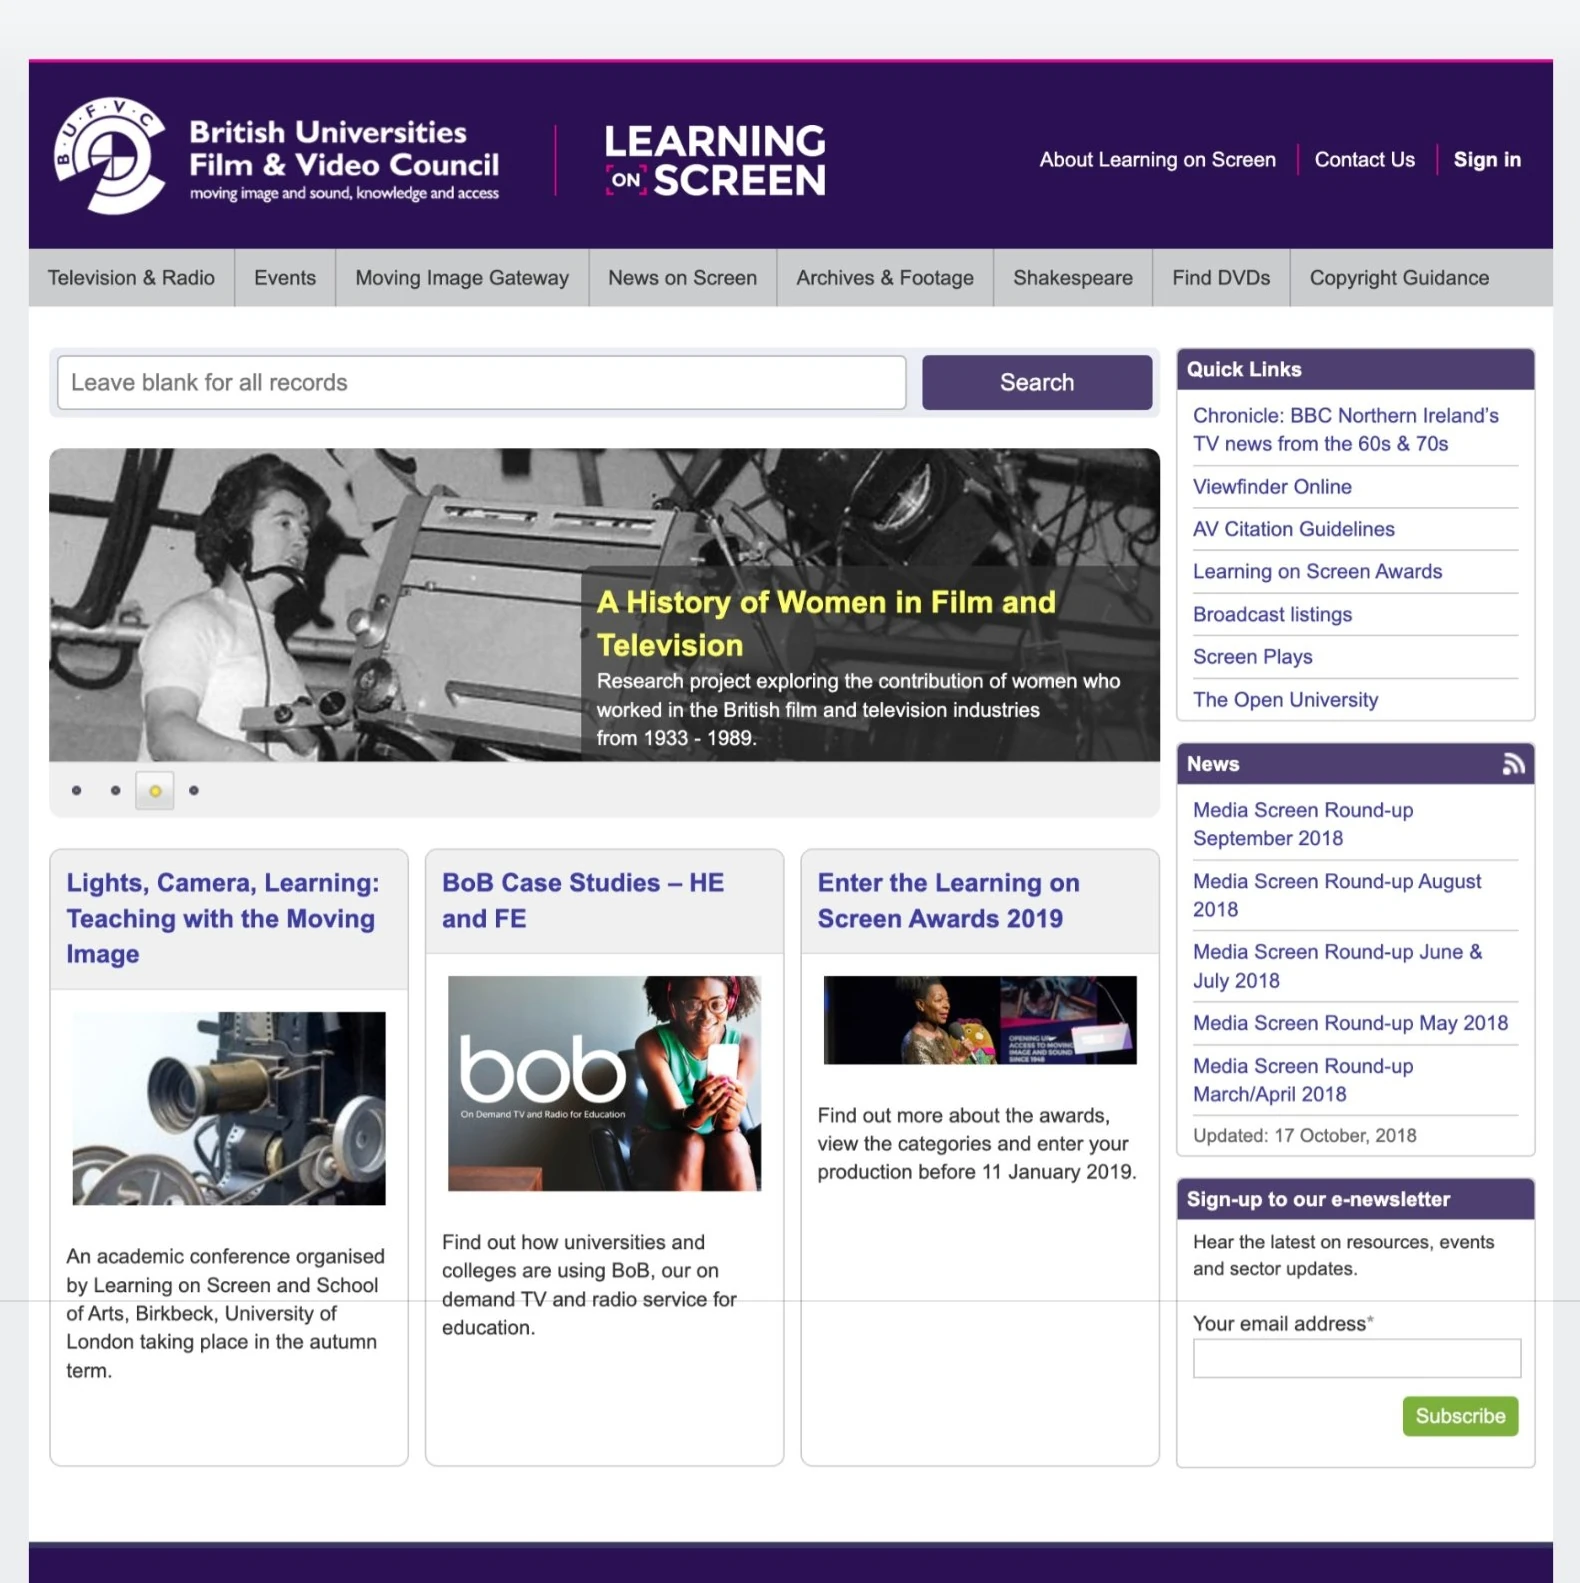 B·U·F·V·C
British Universities
Film & Video Council
moving image and sound, knowledge and access
LEARNING
ON SCREEN
About Learning on Screen
Contact Us
Sign in
Television & Radio
Events
Moving Image Gateway
News on Screen
Archives & Footage
Shakespeare
Find DVDs
Copyright Guidance
Leave blank for all records
Search
A History of Women in Film and
Television
Research project exploring the contribution of women who
worked in the British film and television industries
from 1933 - 1989.
Lights, Camera, Learning:
Teaching with the Moving
Image
An academic conference organised
by Learning on Screen and School
of Arts, Birkbeck, University of
London taking place in the autumn
term.
BoB Case Studies – HE
and FE
bob
On Demand TV and Radio for Education
Find out how universities and
colleges are using BoB, our on
demand TV and radio service for
education.
Enter the Learning on
Screen Awards 2019
OPENING UP
ACCESS TO MOVING
IMAGE AND SOUND
SINCE 1948
Find out more about the awards,
view the categories and enter your
production before 11 January 2019.
Quick Links
Chronicle: BBC Northern Ireland's
TV news from the 60s & 70s
Viewfinder Online
AV Citation Guidelines
Learning on Screen Awards
Broadcast listings
Screen Plays
The Open University
News
Media Screen Round-up
September 2018
Media Screen Round-up August
2018
Media Screen Round-up June &
July 2018
Media Screen Round-up May 2018
Media Screen Round-up
March/April 2018
Updated: 17 October, 2018
Sign-up to our e-newsletter
Hear the latest on resources, events
and sector updates.
Your email address*
Subscribe